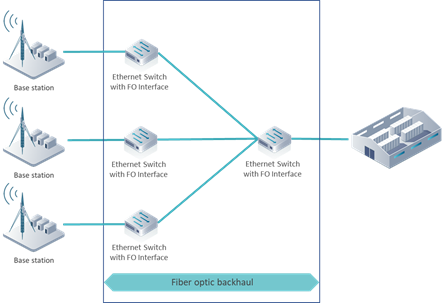 Base station
Ethernet Switch
with FO Interface
Base station
Ethernet Switch
with FO Interface
Ethernet Switch
with FO Interface
Base station
Ethernet Switch
with FO Interface
Fiber optic backhaul